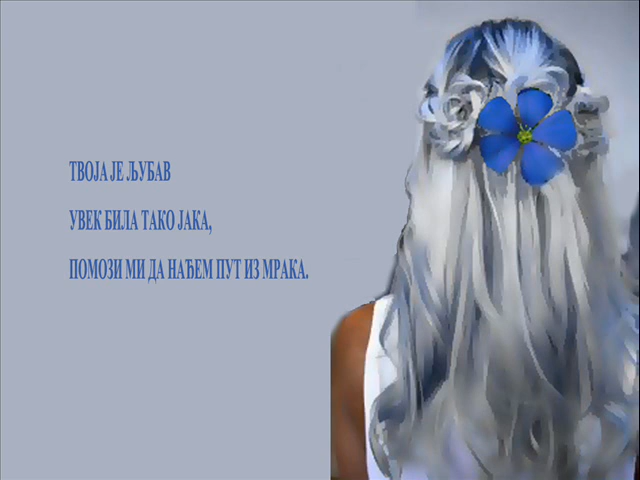 ТВОЈА ЈЕ ЉУБАВ
УВЕК БИЛА ТАКО ЈАКА,
ПОМОЗИ МИ ДА НАЂЕМ ПУТ ИЗ МРАКА.